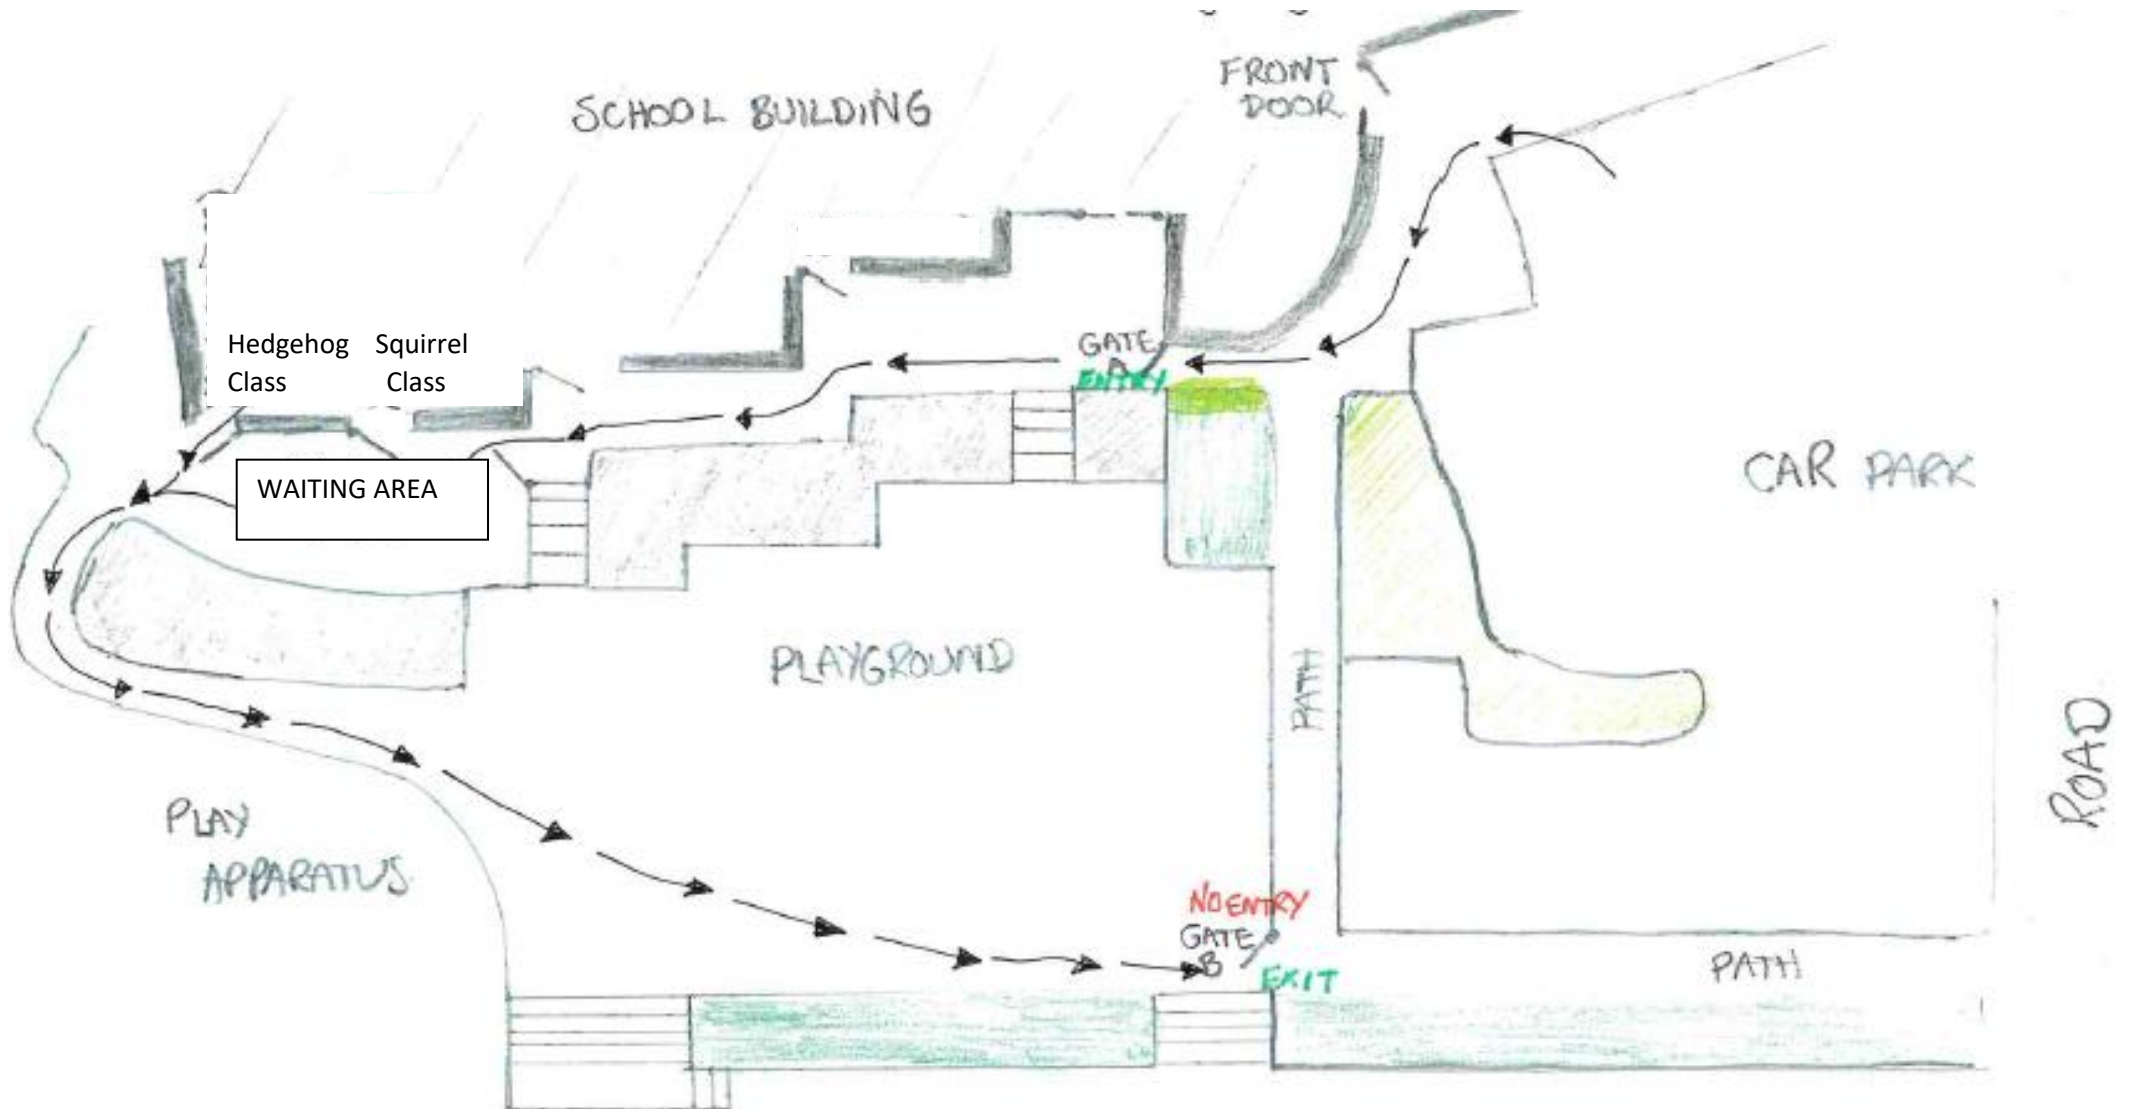 FRONT
DOOR
SCHOOL BUILDING
Hedgehog Squirrel
Class Class
GATE
A
ENTRY
WAITING AREA
CAR PARK
PLAYGROUND
PATH
ROAD
PLAY
APPARATUS
NO ENTRY
GATE
B
EXIT
PATH